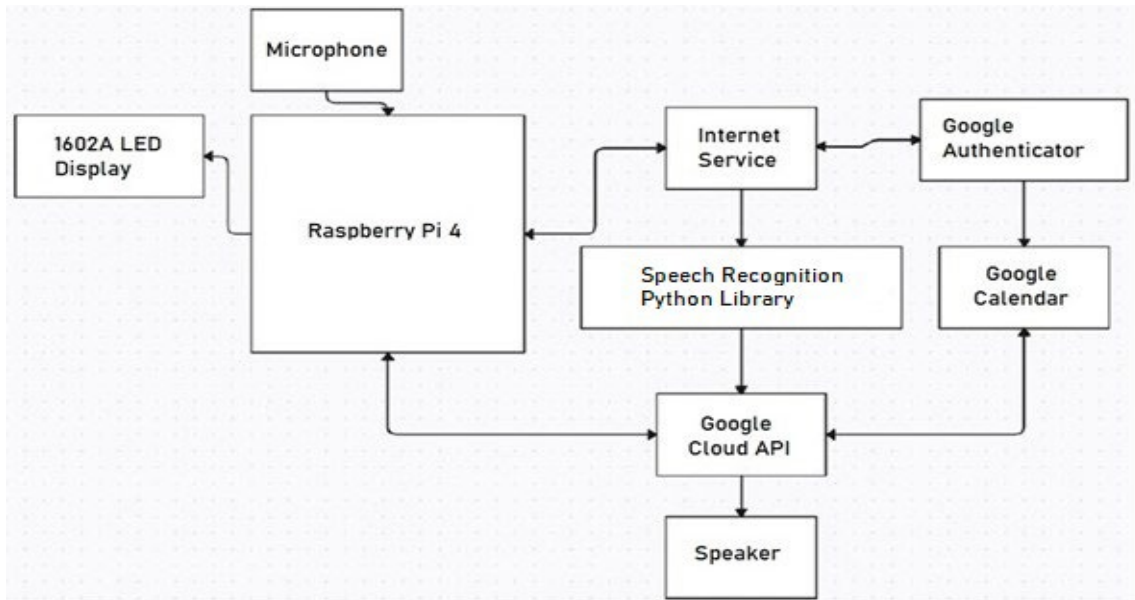 Microphone
1602A LED
Display
Raspberry Pi 4
Internet
Service
Google
Authenticator
Speech Recognition
Python Library
Google
Calendar
Google
Cloud API
Speaker